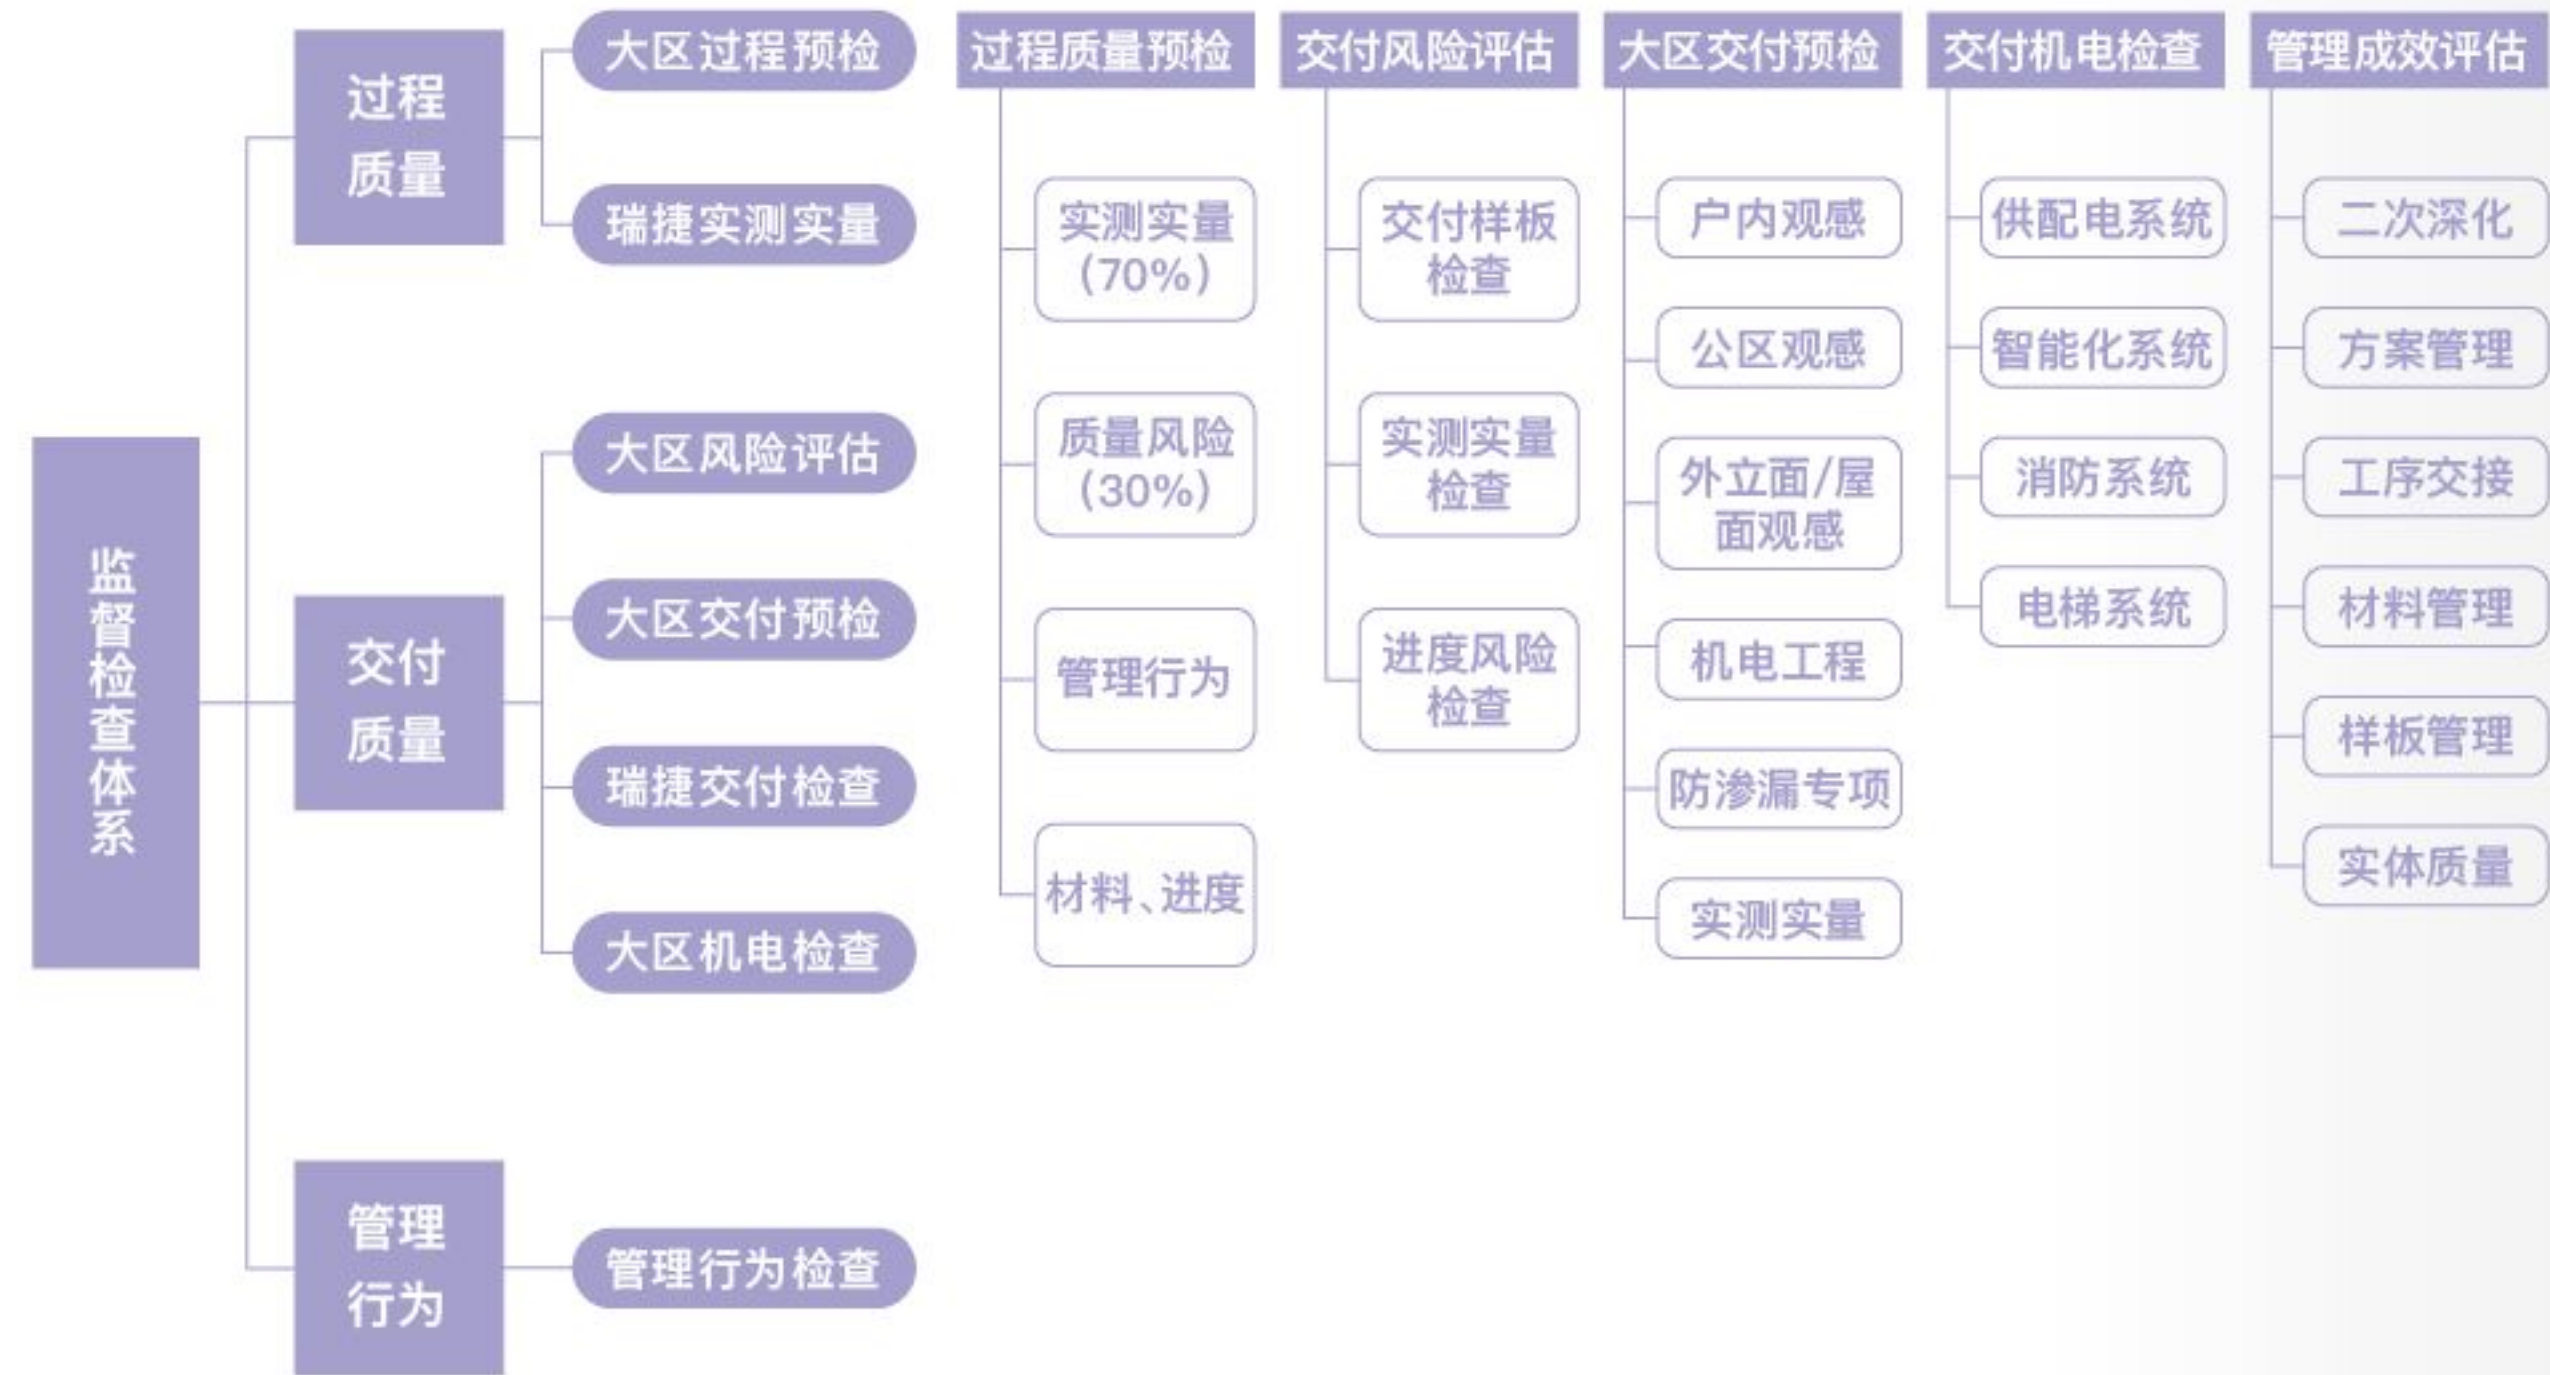 监督检查体系
过程
质量
大区过程预检
瑞捷实测实量
交付
质量
大区风险评估
大区交付预检
瑞捷交付检查
大区机电检查
管理
行为
管理行为检查
过程质量预检
实测实量
(70%)
质量风险
(30%)
管理行为
材料、进度
交付风险评估
交付样板
检查
实测实量
检查
进度风险
检查
大区交付预检
户内观感
公区观感
外立面/屋
面观感
机电工程
防渗漏专项
实测实量
交付机电检查
供配电系统
智能化系统
消防系统
电梯系统
管理成效评估
二次深化
方案管理
工序交接
材料管理
样板管理
实体质量